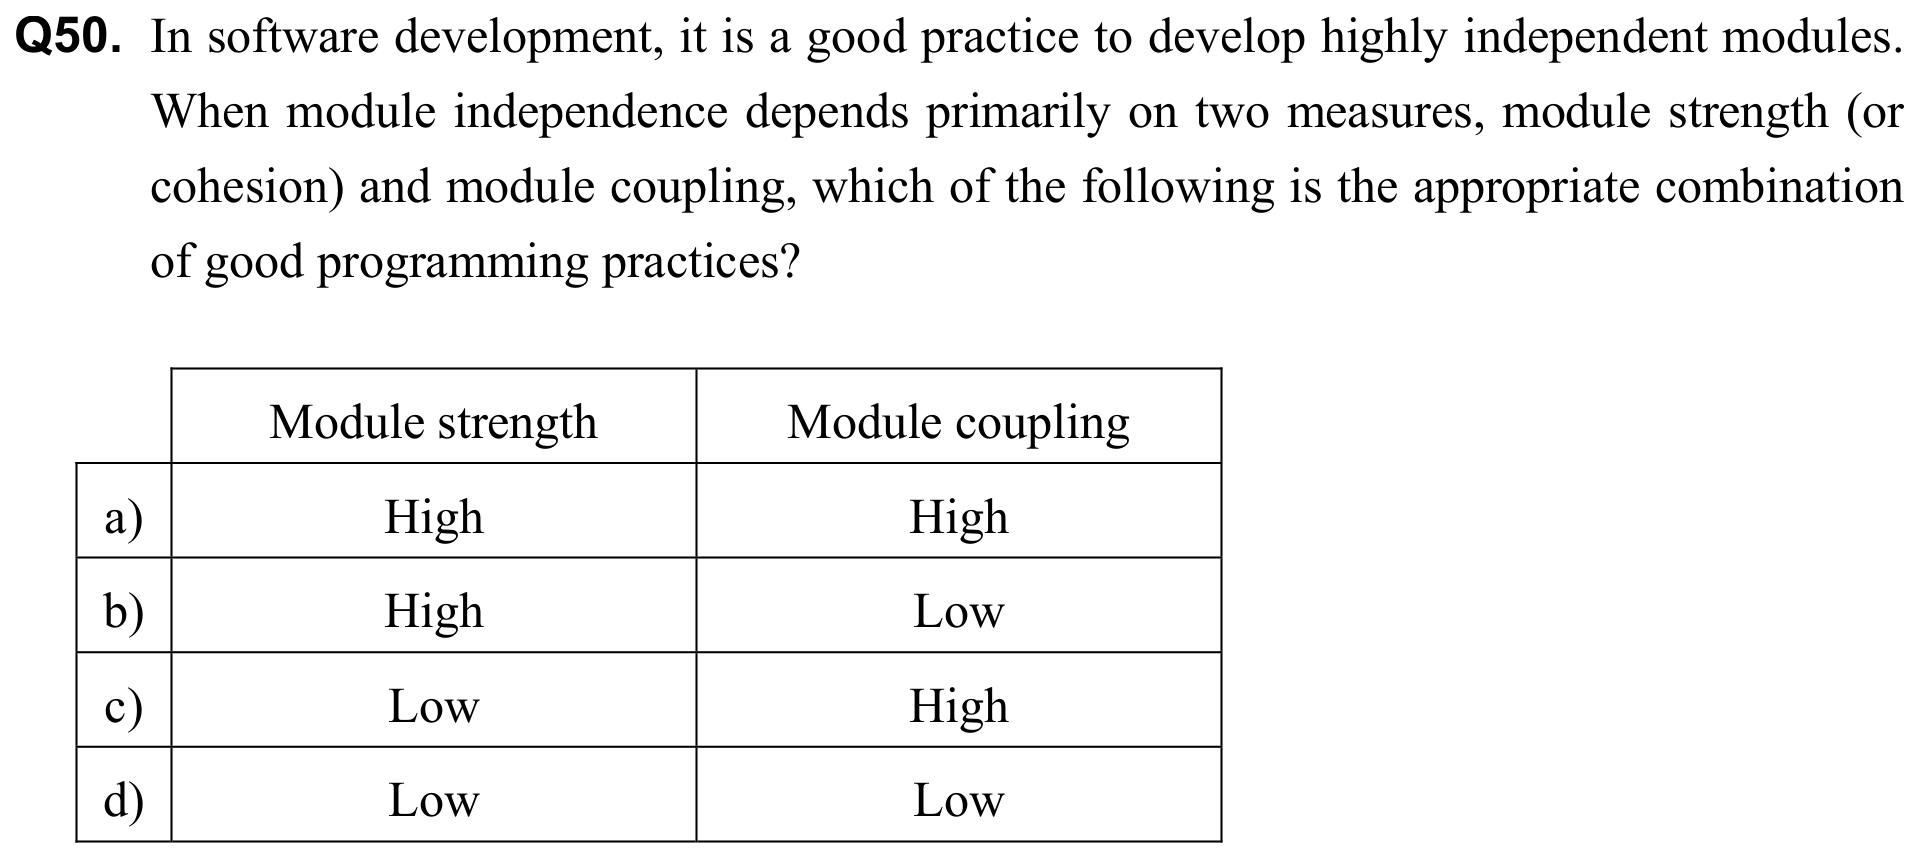 Q50. In software development, it is a good practice to develop highly independent modules.
When module independence depends primarily on two measures, module strength (or
cohesion) and module coupling, which of the following is the appropriate combination
of good programming practices?
Module strength Module coupling
a) High High
b) High Low
c) Low High
d) Low Low